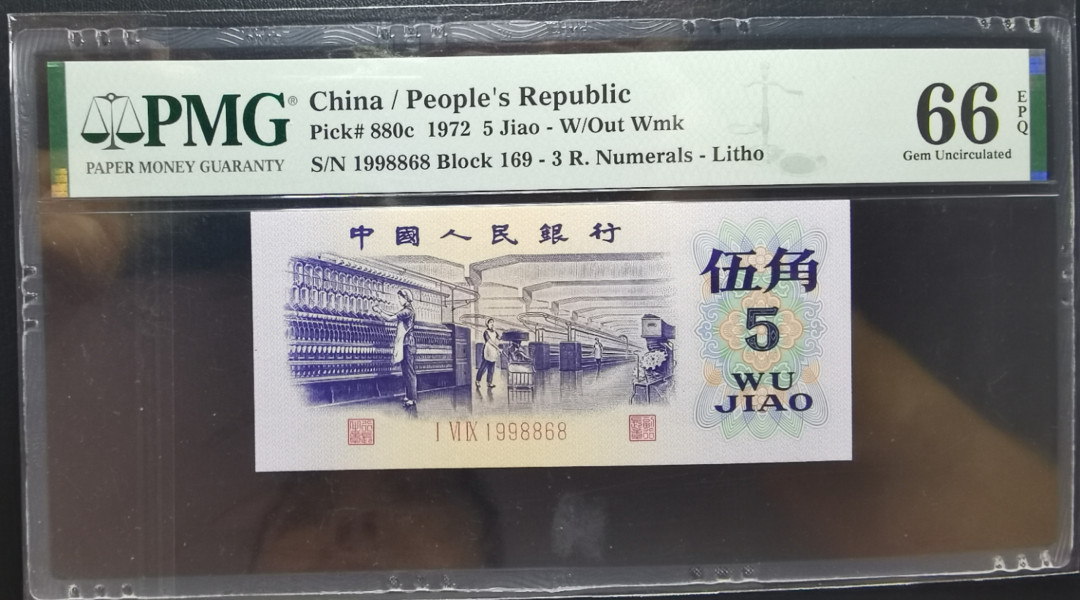 PMG®
PAPER MONEY GUARANTY
China / People's Republic
Pick# 880c 1972 5 Jiao - W/Out Wmk
S/N 1998868 Block 169 - 3 R. Numerals - Litho
66
EPQ
Gem Uncirculated
中國人民銀行
伍角
5
WU
JIAO
I VI IX 1998868